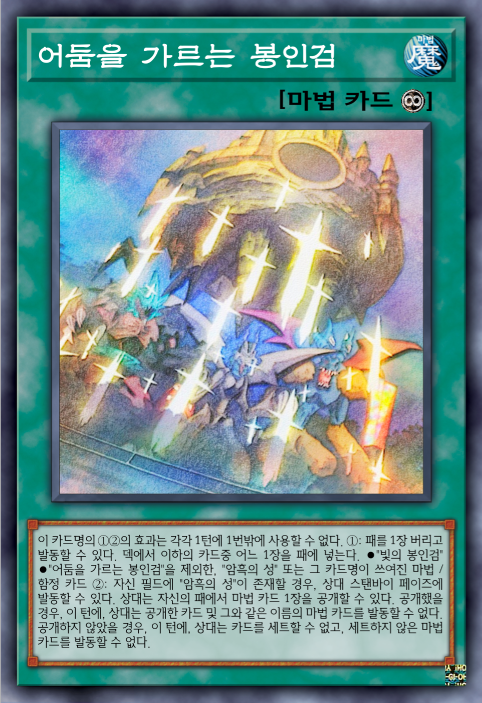 어둠을 가르는 봉인검
마법
魔
[마법 카드 ]
이 카드명의 ①②의 효과는 각각 1턴에 1번밖에 사용할 수 없다. ①: 패를 1장 버리고
발동할 수 있다. 덱에서 이하의 카드중 어느 1장을 패에 넣는다. ●"빛의 봉인검"
●"어둠을 가르는 봉인검"을 제외한, "암흑의 성" 또는 그 카드명이 쓰여진 마법 /
함정 카드 ②: 자신 필드에 "암흑의 성"이 존재할 경우, 상대 스탠바이 페이즈에
발동할 수 있다. 상대는 자신의 패에서 마법 카드 1장을 공개할 수 있다. 공개했을
경우, 이 턴에, 상대는 공개한 카드 및 그와 같은 이름의 마법 카드를 발동할 수 없다.
공개하지 않았을 경우, 이 턴에, 상대는 카드를 세트할 수 없고, 세트하지 않은 마법
카드를 발동할 수 없다.